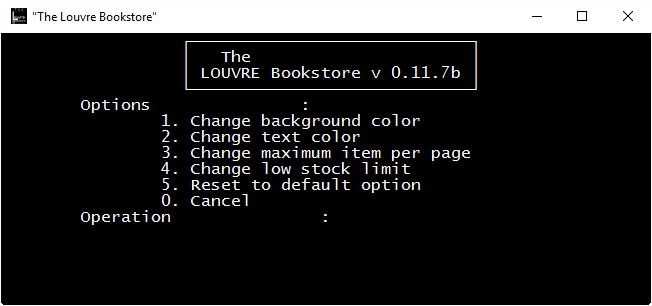 "The Louvre Bookstore"
The
LOUVRE Bookstore v 0.11.7b
Options :
1. Change background color
2. Change text color
3. Change maximum item per page
4. Change low stock limit
5. Reset to default option
0. Cancel
Operation :